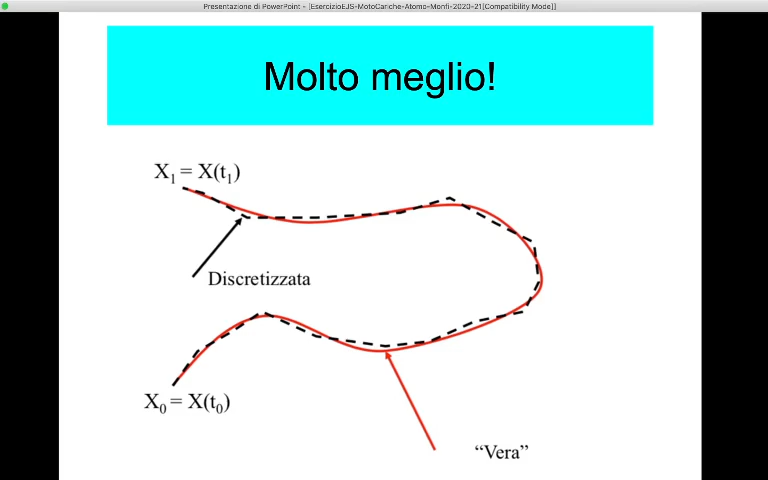 Presentazione di PowerPoint - [EsercizioEJS-MotoCariche-Atomo-Monfi-2020-21[Compatibility Mode]]
Molto meglio!
X₁ = X(t₁)
Discretizzata
X₀ = X(t₀)
“Vera”